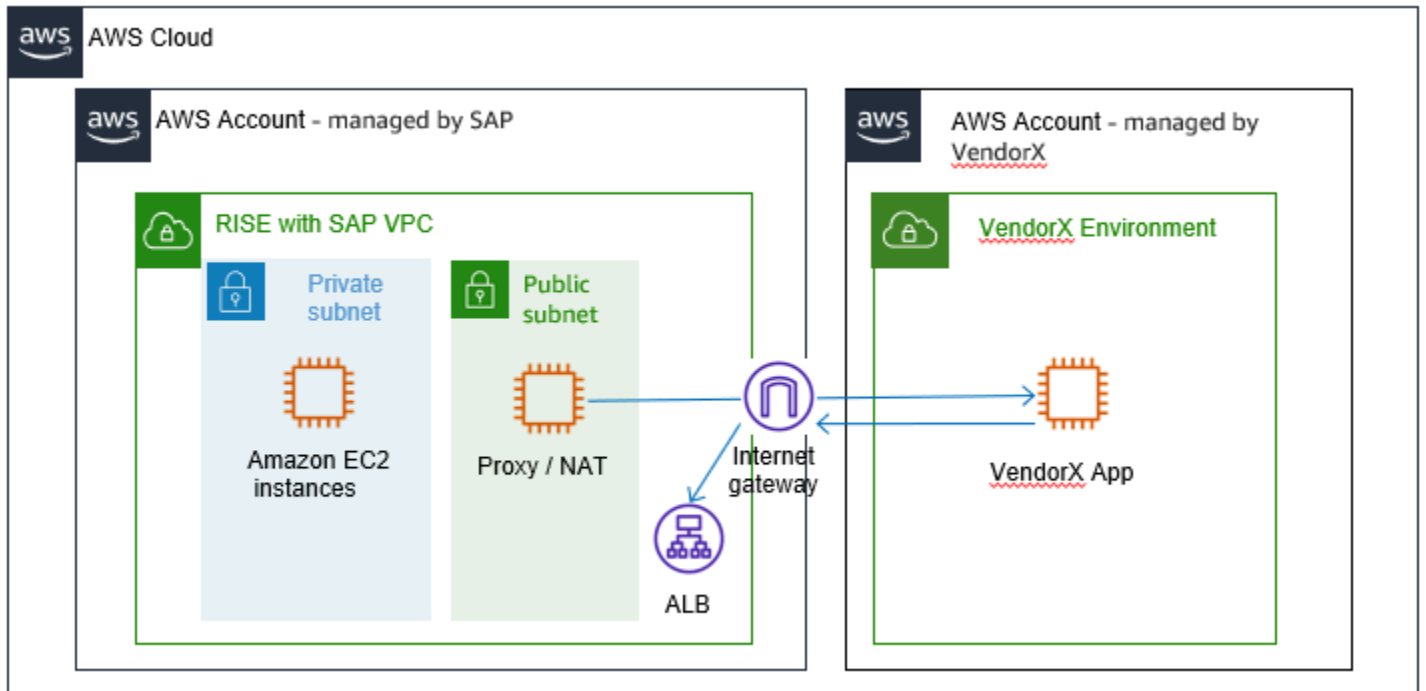 aws AWS Cloud
aws AWS Account - managed by SAP
aws AWS Account - managed by
VendorX
RISE with SAP VPC
VendorX Environment
Private
subnet
Public
subnet
Amazon EC2
instances
Proxy / NAT
Internet
gateway
VendorX App
ALB